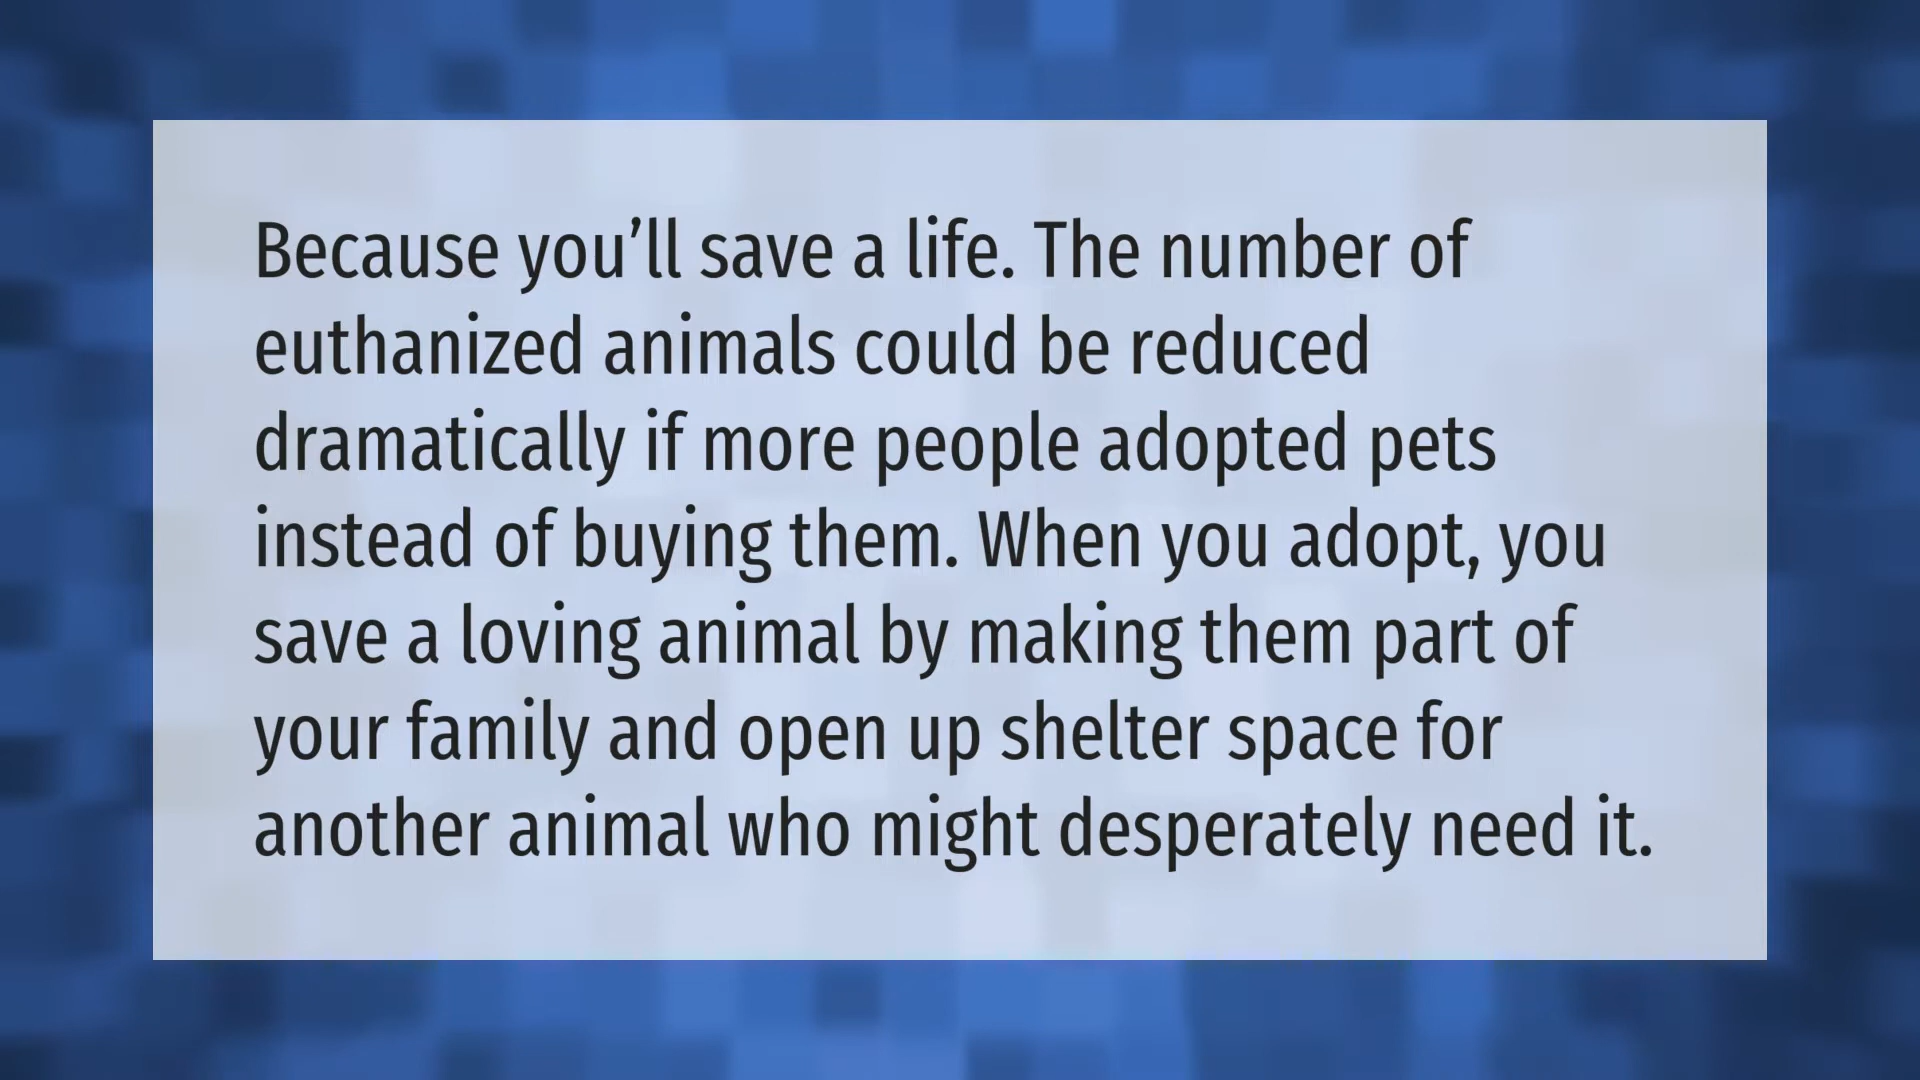 Because you’ll save a life. The number of
euthanized animals could be reduced
dramatically if more people adopted pets
instead of buying them. When you adopt, you
save a loving animal by making them part of
your family and open up shelter space for
another animal who might desperately need it.